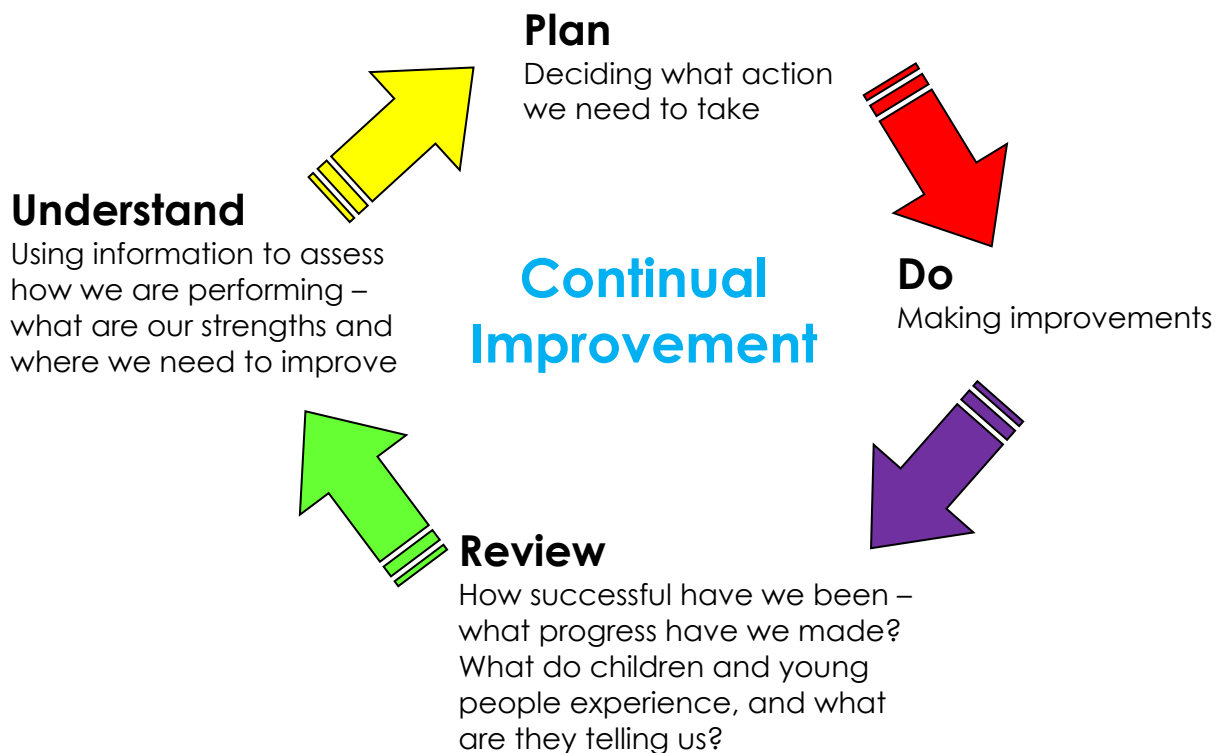 Plan
Deciding what action
we need to take
Understand
Using information to assess
how we are performing –
what are our strengths and
where we need to improve
Continual
Improvement
Do
Making improvements
Review
How successful have we been –
what progress have we made?
What do children and young
people experience, and what
are they telling us?